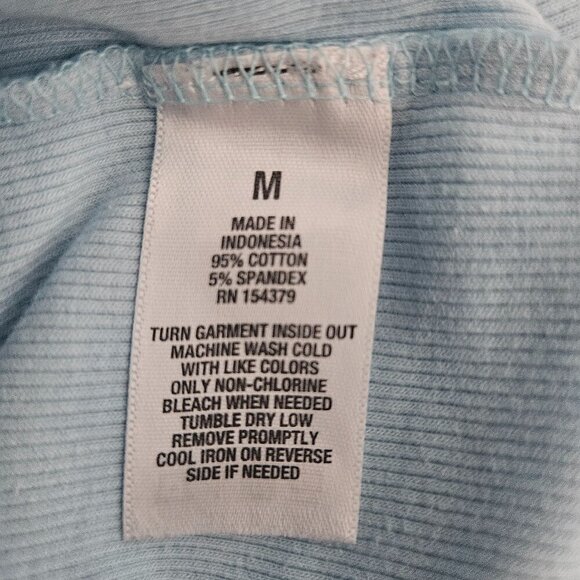 M
MADE IN
INDONESIA
95% COTTON
5% SPANDEX
RN 154379
TURN GARMENT INSIDE OUT
MACHINE WASH COLD
WITH LIKE COLORS
ONLY NON-CHLORINE
BLEACH WHEN NEEDED
TUMBLE DRY LOW
REMOVE PROMPTLY
COOL IRON ON REVERSE
SIDE IF NEEDED